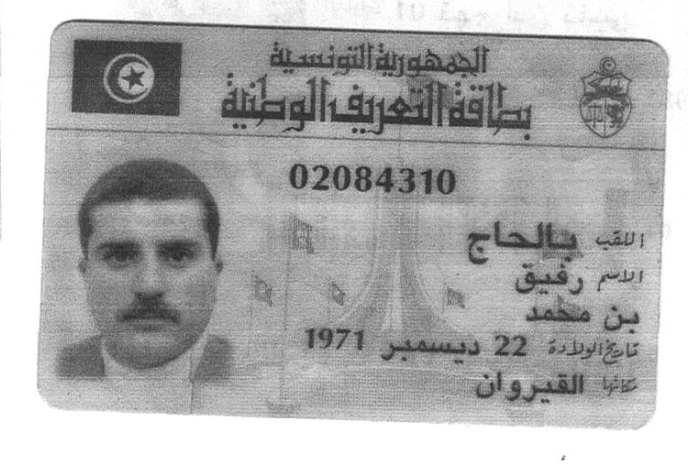 الجمهورية التونسية
بطاقة التعريف الوطنية
02084310
اللقب بالحاج
الاسم رفيق
بن محمد
تاريخ الولادة 22 ديسمبر 1971
مكانها القيروان